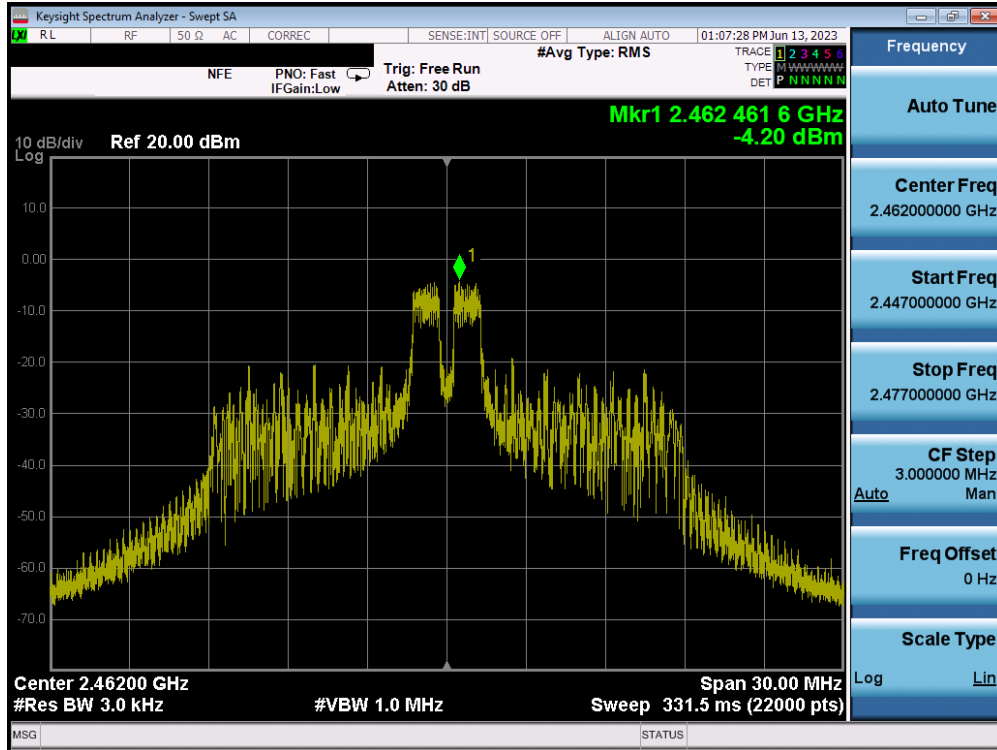 Keysight Spectrum Analyzer - Swept SA
LXI RL RF 50 Ω AC CORREC SENSE:INT SOURCE OFF ALIGN AUTO 01:07:28 PM Jun 13, 2023
#Avg Type: RMS
TRACE 1 2 3 4 5 6
TYPE M WWWWW
DET P N N N N N
NFE PNO: Fast Trig: Free Run
IFGain:Low Atten: 30 dB
Mkr1 2.462 461 6 GHz
-4.20 dBm
10 dB/div Ref 20.00 dBm
Log
10.0
0.00
1
-10.0
-20.0
-30.0
-40.0
-50.0
-60.0
-70.0
Center 2.46200 GHz Span 30.00 MHz
#Res BW 3.0 kHz #VBW 1.0 MHz Sweep 331.5 ms (22000 pts)
MSG STATUS
Frequency
Auto Tune
Center Freq
2.462000000 GHz
Start Freq
2.447000000 GHz
Stop Freq
2.477000000 GHz
CF Step
3.000000 MHz
Auto Man
Freq Offset
0 Hz
Scale Type
Log Lin